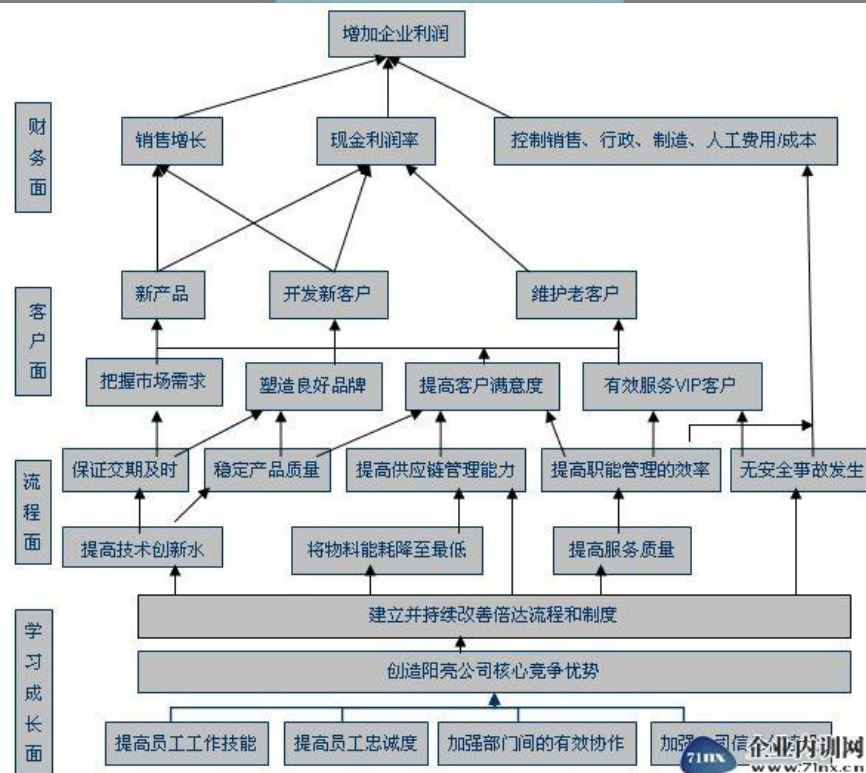 增加企业利润
财务面
销售增长
现金利润率
控制销售、行政、制造、人工费用/成本
客户面
新产品
开发新客户
维护老客户
把握市场需求
塑造良好品牌
提高客户满意度
有效服务VIP客户
流程面
保证交期及时
稳定产品质量
提高供应链管理能力
提高职能管理的效率
无安全事故发生
提高技术创新水
将物料能耗降至最低
提高服务质量
学习成长面
建立并持续改善倍达流程和制度
创造阳亮公司核心竞争优势
提高员工工作技能
提高员工忠诚度
加强部门间的有效协作
加强 司信
71nx 企业内训网
www.71nx.cn